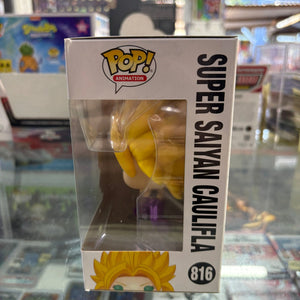 POP!
ANIMATION
SUPER SAIYAN CAULIFLA
816